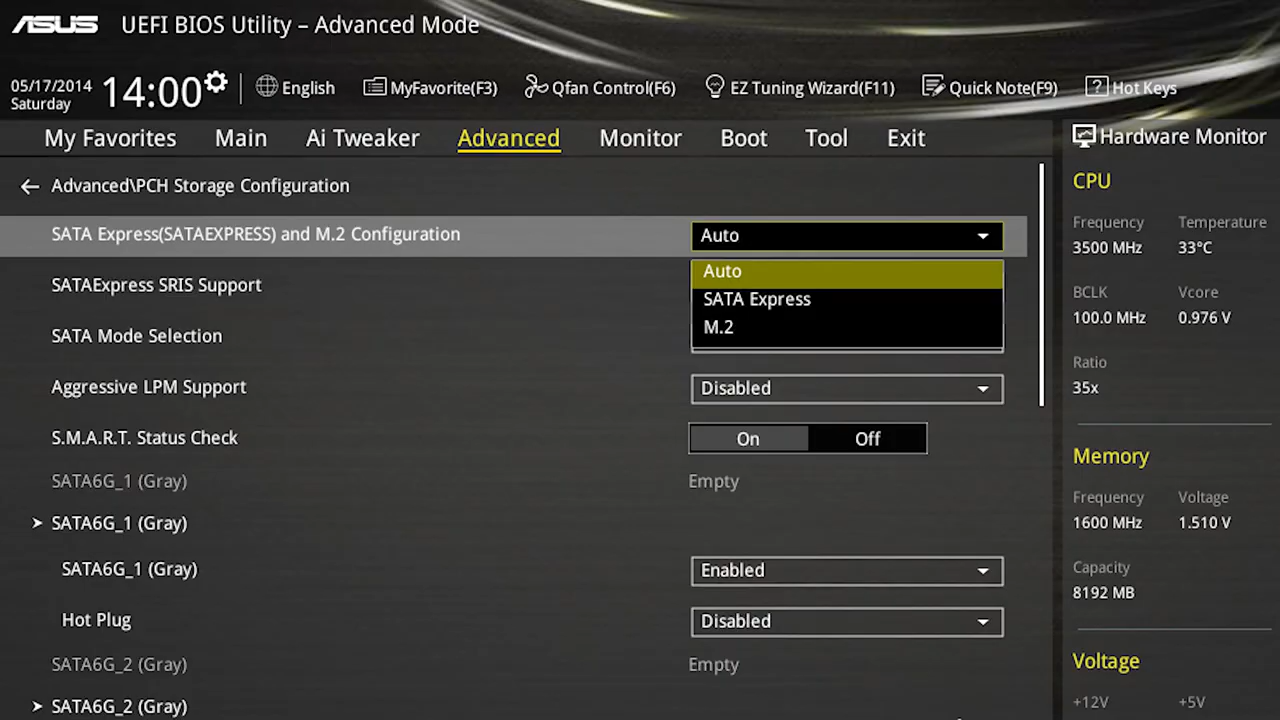 ASUS UEFI BIOS Utility – Advanced Mode
05/17/2014
Saturday
14:00
English MyFavorite(F3) Qfan Control(F6) EZ Tuning Wizard(F11) Quick Note(F9) ? Hot Keys
My Favorites Main Ai Tweaker Advanced Monitor Boot Tool Exit
Advanced\PCH Storage Configuration
SATA Express(SATAEXPRESS) and M.2 Configuration Auto
Auto
SATA Express
M.2
SATAExpress SRIS Support
SATA Mode Selection
Aggressive LPM Support Disabled
S.M.A.R.T. Status Check On Off
SATA6G_1 (Gray) Empty
SATA6G_1 (Gray)
SATA6G_1 (Gray) Enabled
Hot Plug Disabled
SATA6G_2 (Gray) Empty
SATA6G_2 (Gray)
Hardware Monitor
CPU
Frequency Temperature
3500 MHz 33°C
BCLK Vcore
100.0 MHz 0.976 V
Ratio
35x
Memory
Frequency Voltage
1600 MHz 1.510 V
Capacity
8192 MB
Voltage
+12V +5V